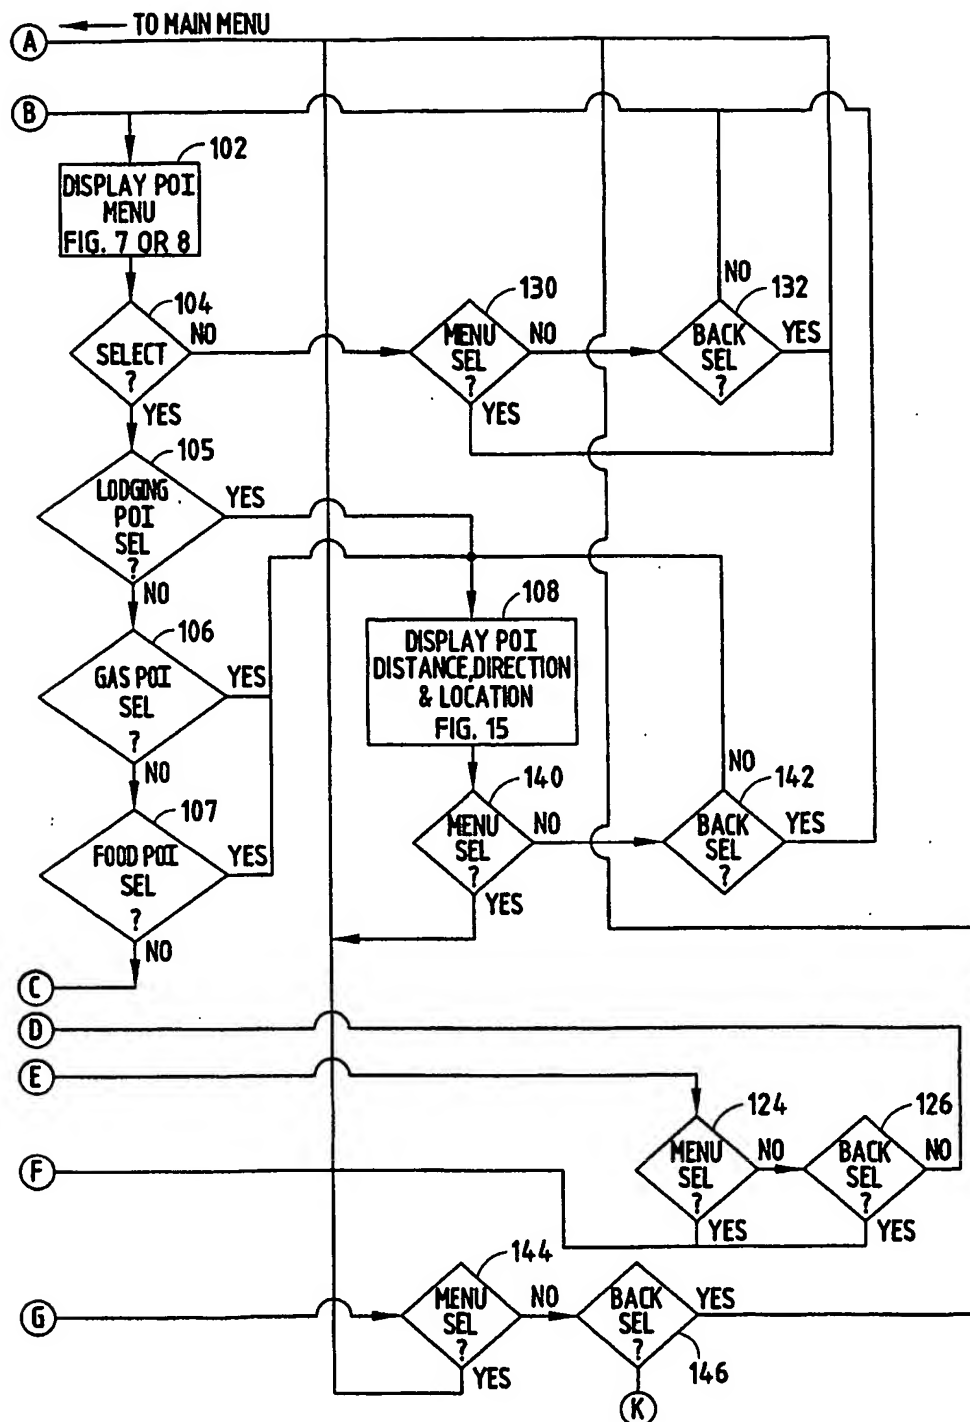 TO MAIN MENU
A
B
102
DISPLAY POI
MENU
FIG. 7 OR 8
104
SELECT
?
NO
YES
130
MENU
SEL
?
NO
YES
NO
132
BACK
SEL
?
YES
105
LODGING
POI
SEL
?
YES
NO
108
DISPLAY POI
DISTANCE,DIRECTION
& LOCATION
FIG. 15
106
GAS POI
SEL
?
YES
NO
107
FOOD POI
SEL
?
YES
NO
140
MENU
SEL
?
NO
YES
NO
142
BACK
SEL
?
YES
C
D
E
124
MENU
SEL
?
NO
YES
126
BACK
SEL
?
NO
YES
F
144
G
MENU
SEL
?
NO
YES
BACK
SEL
?
YES
146
K